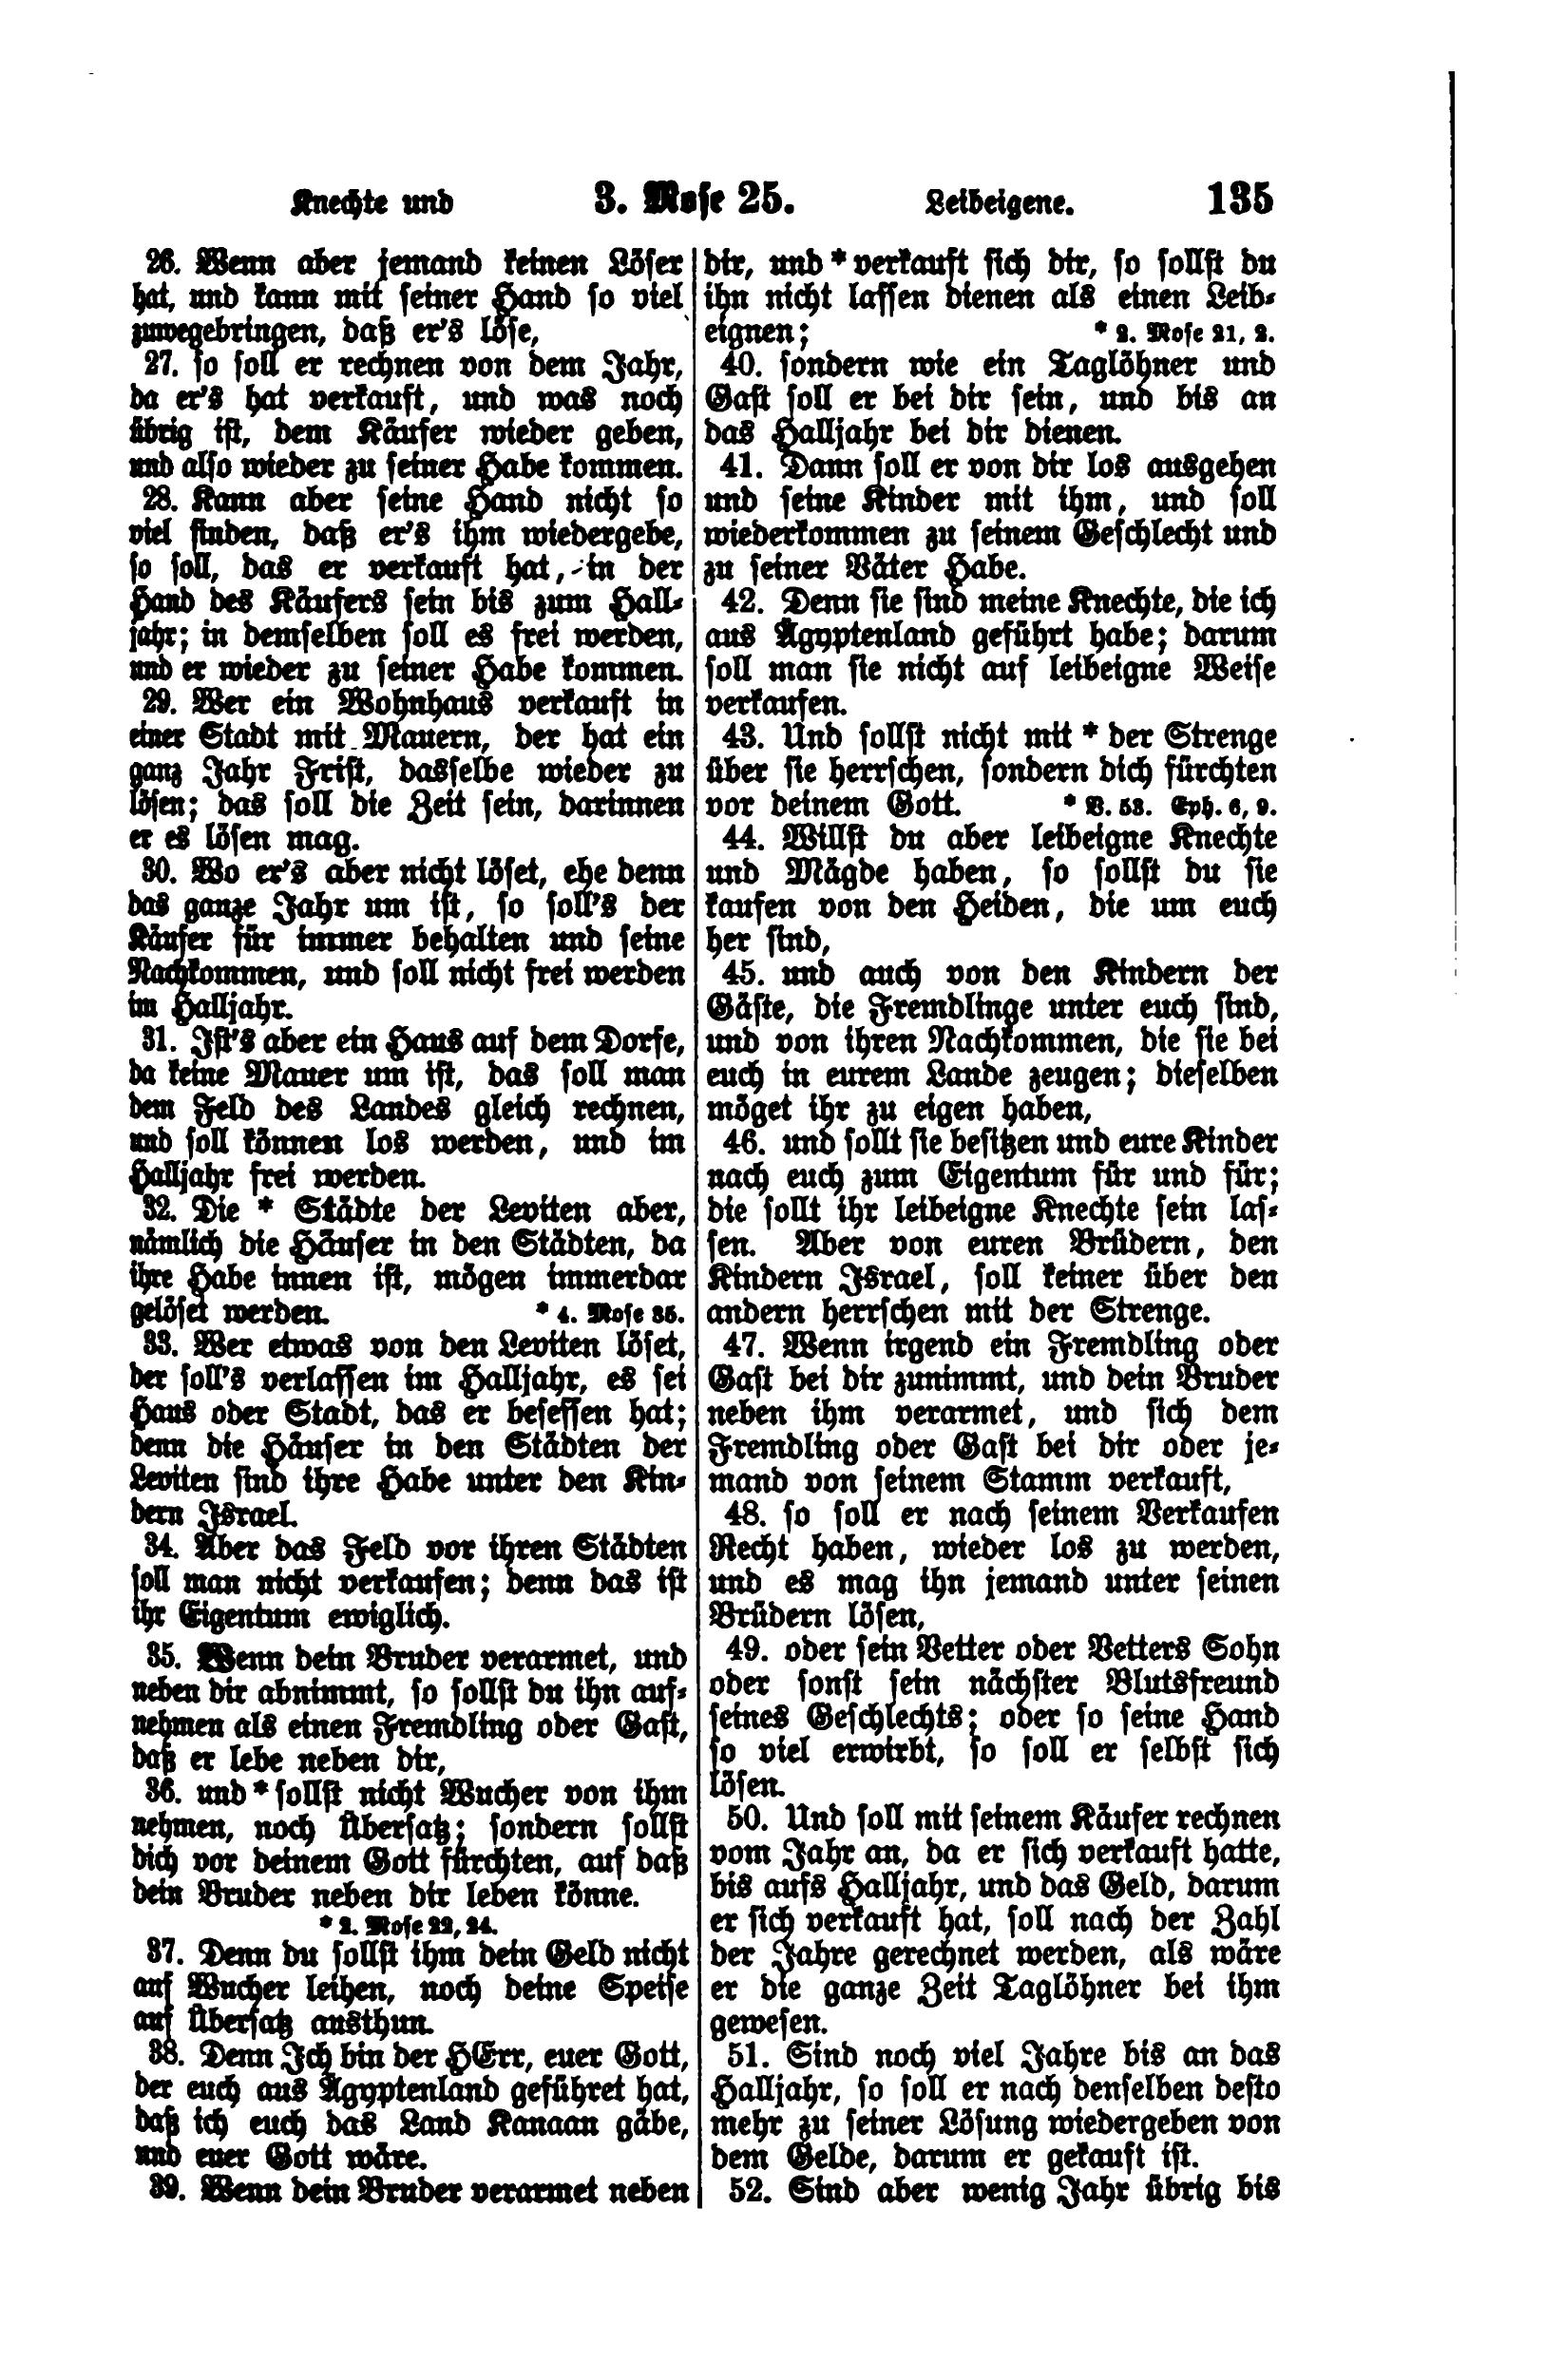 Knechte und 3. Mose 25. Leibeigene. 135
26. Wenn aber jemand keinen Löser
hat, und kann mit seiner Hand so viel
zuwegebringen, daß er's löse,
27. so soll er rechnen von dem Jahr,
da er's hat verkauft, und was noch
übrig ist, dem Käufer wieder geben,
und also wieder zu seiner Habe kommen.
28. Kann aber seine Hand nicht so
viel finden, daß er's ihm wiedergebe,
so soll, das er verkauft hat, in der
Hand des Käufers sein bis zum Hall-
jahr; in demselben soll es frei werden,
und er wieder zu seiner Habe kommen.
29. Wer ein Wohnhaus verkauft in
einer Stadt mit Mauern, der hat ein
ganz Jahr Frist, dasselbe wieder zu
lösen; das soll die Zeit sein, darinnen
er es lösen mag.
30. Wo er's aber nicht löset, ehe denn
das ganze Jahr um ist, so soll's der
Käufer für immer behalten und seine
Nachkommen, und soll nicht frei werden
im Halljahr.
31. Ist's aber ein Haus auf dem Dorfe,
da keine Mauer um ist, das soll man
dem Feld des Landes gleich rechnen,
und soll können los werden, und im
Halljahr frei werden.
32. Die * Städte der Leviten aber,
nämlich die Häuser in den Städten, da
ihre Habe innen ist, mögen immerdar
gelöset werden. * 4. Mose 35.
33. Wer etwas von den Leviten löset,
der soll's verlassen im Halljahr, es sei
Haus oder Stadt, das er besessen hat;
denn die Häuser in den Städten der
Leviten sind ihre Habe unter den Kin-
dern Israel.
34. Aber das Feld vor ihren Städten
soll man nicht verkaufen; denn das ist
ihr Eigentum ewiglich.
35. Wenn dein Bruder verarmet, und
neben dir abnimmt, so sollst du ihn auf-
nehmen als einen Fremdling oder Gast,
daß er lebe neben dir,
36. und * sollst nicht Wucher von ihm
nehmen, noch Übersatz; sondern sollst
dich vor deinem Gott fürchten, auf daß
dein Bruder neben dir leben könne.
* 2. Mose 22, 24.
37. Denn du sollst ihm dein Geld nicht
auf Wucher leihen, noch deine Speise
auf Übersatz austhun.
38. Denn Ich bin der HErr, euer Gott,
der euch aus Ägyptenland geführet hat,
daß ich euch das Land Kanaan gäbe,
und euer Gott wäre.
39. Wenn dein Bruder verarmet neben
dir, und * verkauft sich dir, so sollst du
ihn nicht lassen dienen als einen Leib-
eignen; * 2. Mose 21, 2.
40. sondern wie ein Taglöhner und
Gast soll er bei dir sein, und bis an
das Halljahr bei dir dienen.
41. Dann soll er von dir los ausgehen
und seine Kinder mit ihm, und soll
wiederkommen zu seinem Geschlecht und
zu seiner Väter Habe.
42. Denn sie sind meine Knechte, die ich
aus Ägyptenland geführt habe; darum
soll man sie nicht auf leibeigne Weise
verkaufen.
43. Und sollst nicht mit * der Strenge
über sie herrschen, sondern dich fürchten
vor deinem Gott. * V. 53. Eph. 6, 9.
44. Willst du aber leibeigne Knechte
und Mägde haben, so sollst du sie
kaufen von den Heiden, die um euch
her sind,
45. und auch von den Kindern der
Gäste, die Fremdlinge unter euch sind,
und von ihren Nachkommen, die sie bei
euch in eurem Lande zeugen; dieselben
möget ihr zu eigen haben,
46. und sollt sie besitzen und eure Kinder
nach euch zum Eigentum für und für;
die sollt ihr leibeigne Knechte sein las-
sen. Aber von euren Brüdern, den
Kindern Israel, soll keiner über den
andern herrschen mit der Strenge.
47. Wenn irgend ein Fremdling oder
Gast bei dir zunimmt, und dein Bruder
neben ihm verarmet, und sich dem
Fremdling oder Gast bei dir oder je-
mand von seinem Stamm verkauft,
48. so soll er nach seinem Verkaufen
Recht haben, wieder los zu werden,
und es mag ihn jemand unter seinen
Brüdern lösen,
49. oder sein Vetter oder Vetters Sohn
oder sonst sein nächster Blutsfreund
seines Geschlechts; oder so seine Hand
so viel erwirbt, so soll er selbst sich
lösen.
50. Und soll mit seinem Käufer rechnen
vom Jahr an, da er sich verkauft hatte,
bis aufs Halljahr, und das Geld, darum
er sich verkauft hat, soll nach der Zahl
der Jahre gerechnet werden, als wäre
er die ganze Zeit Taglöhner bei ihm
gewesen.
51. Sind noch viel Jahre bis an das
Halljahr, so soll er nach denselben desto
mehr zu seiner Lösung wiedergeben von
dem Gelde, darum er gekauft ist.
52. Sind aber wenig Jahr übrig bis